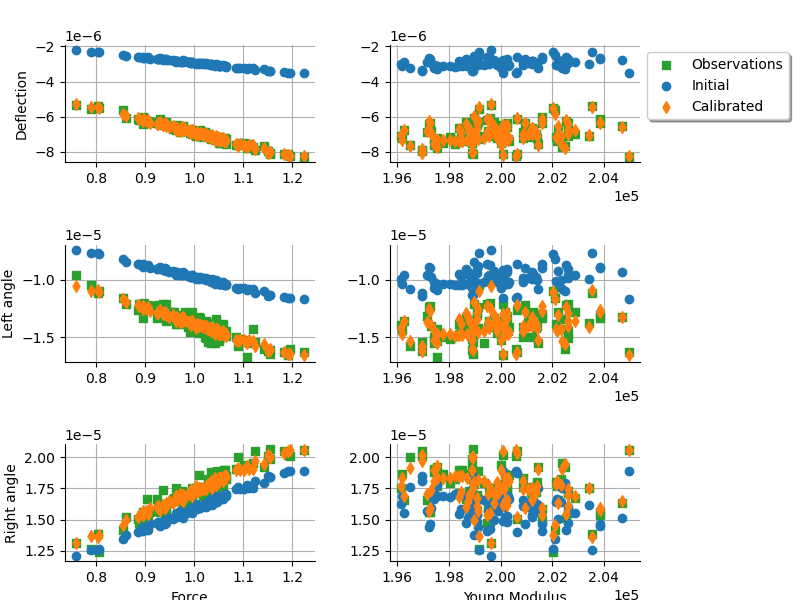 1e−6
−2
−4
−6
−8
Deflection
0.8 0.9 1.0 1.1 1.2
1e−6
−2
−4
−6
−8
1.96 1.98 2.00 2.02 2.04
1e5
Observations
Initial
Calibrated
1e−5
−1.0
−1.5
Left angle
0.8 0.9 1.0 1.1 1.2
1e−5
−1.0
−1.5
1.96 1.98 2.00 2.02 2.04
1e5
1e−5
2.00
1.75
1.50
1.25
Right angle
0.8 0.9 1.0 1.1 1.2
Force
1e−5
2.00
1.75
1.50
1.25
1.96 1.98 2.00 2.02 2.04
1e5
Young Modulus